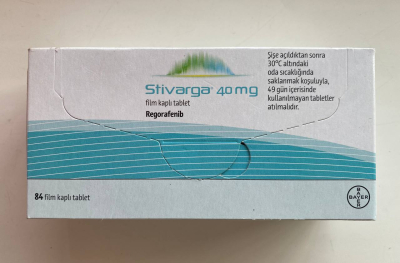 Stivarga® 40 mg
film kaplı tablet
Regorafenib
Şişe açıldıktan sonra
30°C altındaki
oda sıcaklığında
saklanmak koşuluyla,
49 gün içerisinde
kullanılmayan tabletler
atılmalıdır.
84 film kaplı tablet
BAYER
BAYER